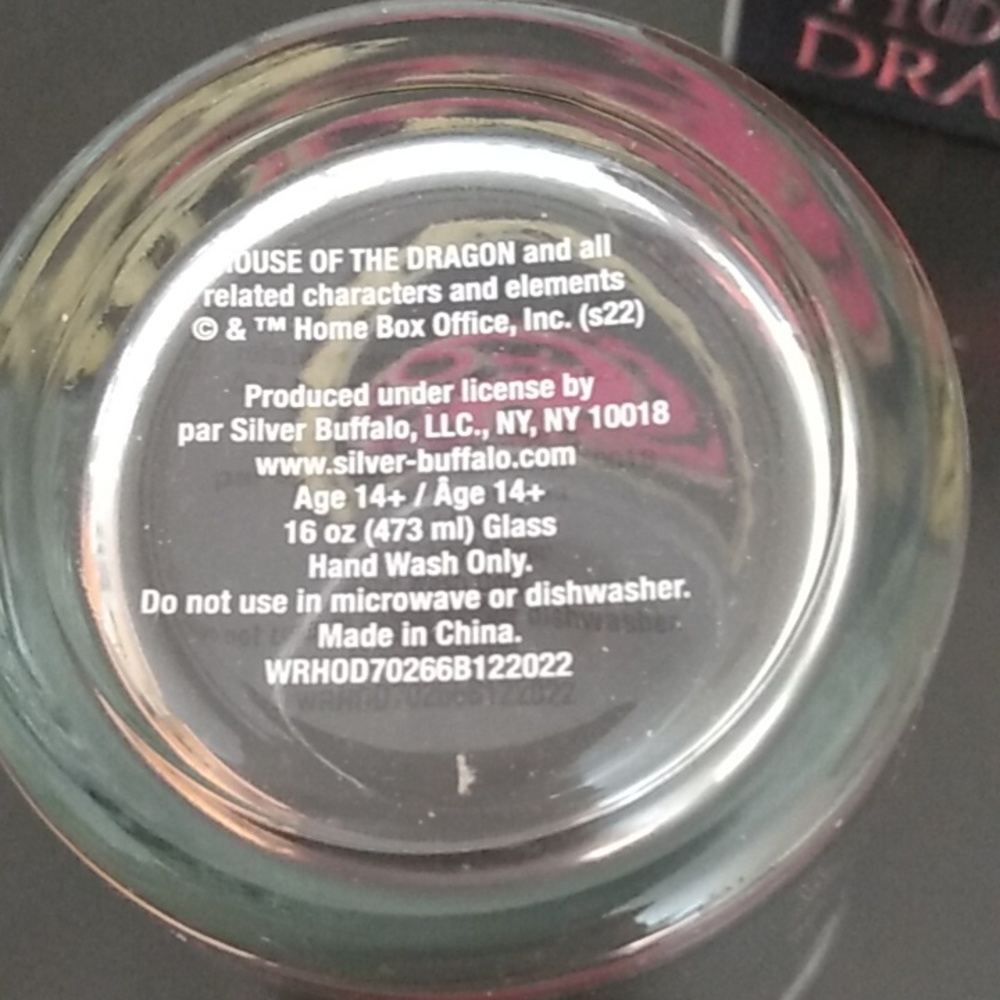 HOUSE OF THE DRAGON and all
related characters and elements
© & ™ Home Box Office, Inc. (s22)
Produced under license by
par Silver Buffalo, LLC., NY, NY 10018
www.silver-buffalo.com
Age 14+ / Âge 14+
16 oz (473 ml) Glass
Hand Wash Only.
Do not use in microwave or dishwasher.
Made in China.
WRHOD70266B122022
DRA